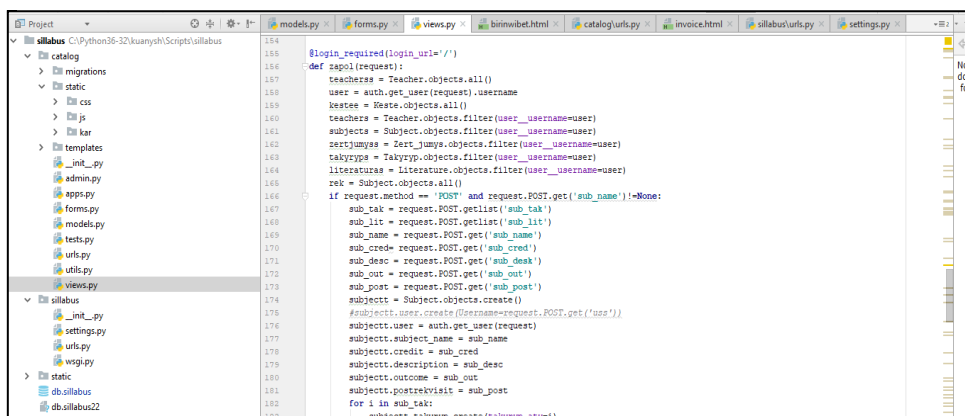 Project
models.py
forms.py
views.py
birinwibet.html
catalog\urls.py
invoice.html
sillabus\urls.py
settings.py
sillabus C:\Python36-32\kuanysh\Scripts\sillabus
catalog
migrations
static
css
js
kar
templates
__init__.py
admin.py
apps.py
forms.py
models.py
tests.py
urls.py
utils.py
views.py
sillabus
__init__.py
settings.py
urls.py
wsgi.py
static
db.sillabus
db.sillabus22
154
155 @login_required(login_url='/')
156 def zapol(request):
157 teacherss = Teacher.objects.all()
158 user = auth.get_user(request).username
159 kestee = Keste.objects.all()
160 teachers = Teacher.objects.filter(user__username=user)
161 subjects = Subject.objects.filter(user__username=user)
162 zertjumyss = Zert_jumys.objects.filter(user__username=user)
163 takyryps = Takyryp.objects.filter(user__username=user)
164 literaturas = Literature.objects.filter(user__username=user)
165 rek = Subject.objects.all()
166 if request.method == 'POST' and request.POST.get('sub_name')!=None:
167 sub_tak = request.POST.getlist('sub_tak')
168 sub_lit = request.POST.getlist('sub_lit')
169 sub_name = request.POST.get('sub_name')
170 sub_cred= request.POST.get('sub_cred')
171 sub_desc = request.POST.get('sub_desk')
172 sub_out = request.POST.get('sub_out')
173 sub_post = request.POST.get('sub_post')
174 subjectt = Subject.objects.create()
175 #subjectt.user.create(Username=request.POST.get('uss'))
176 subjectt.user = auth.get_user(request)
177 subjectt.subject_name = sub_name
178 subjectt.credit = sub_cred
179 subjectt.description = sub_desc
180 subjectt.outcome = sub_out
181 subjectt.postrekvisit = sub_post
182 for i in sub_tak: